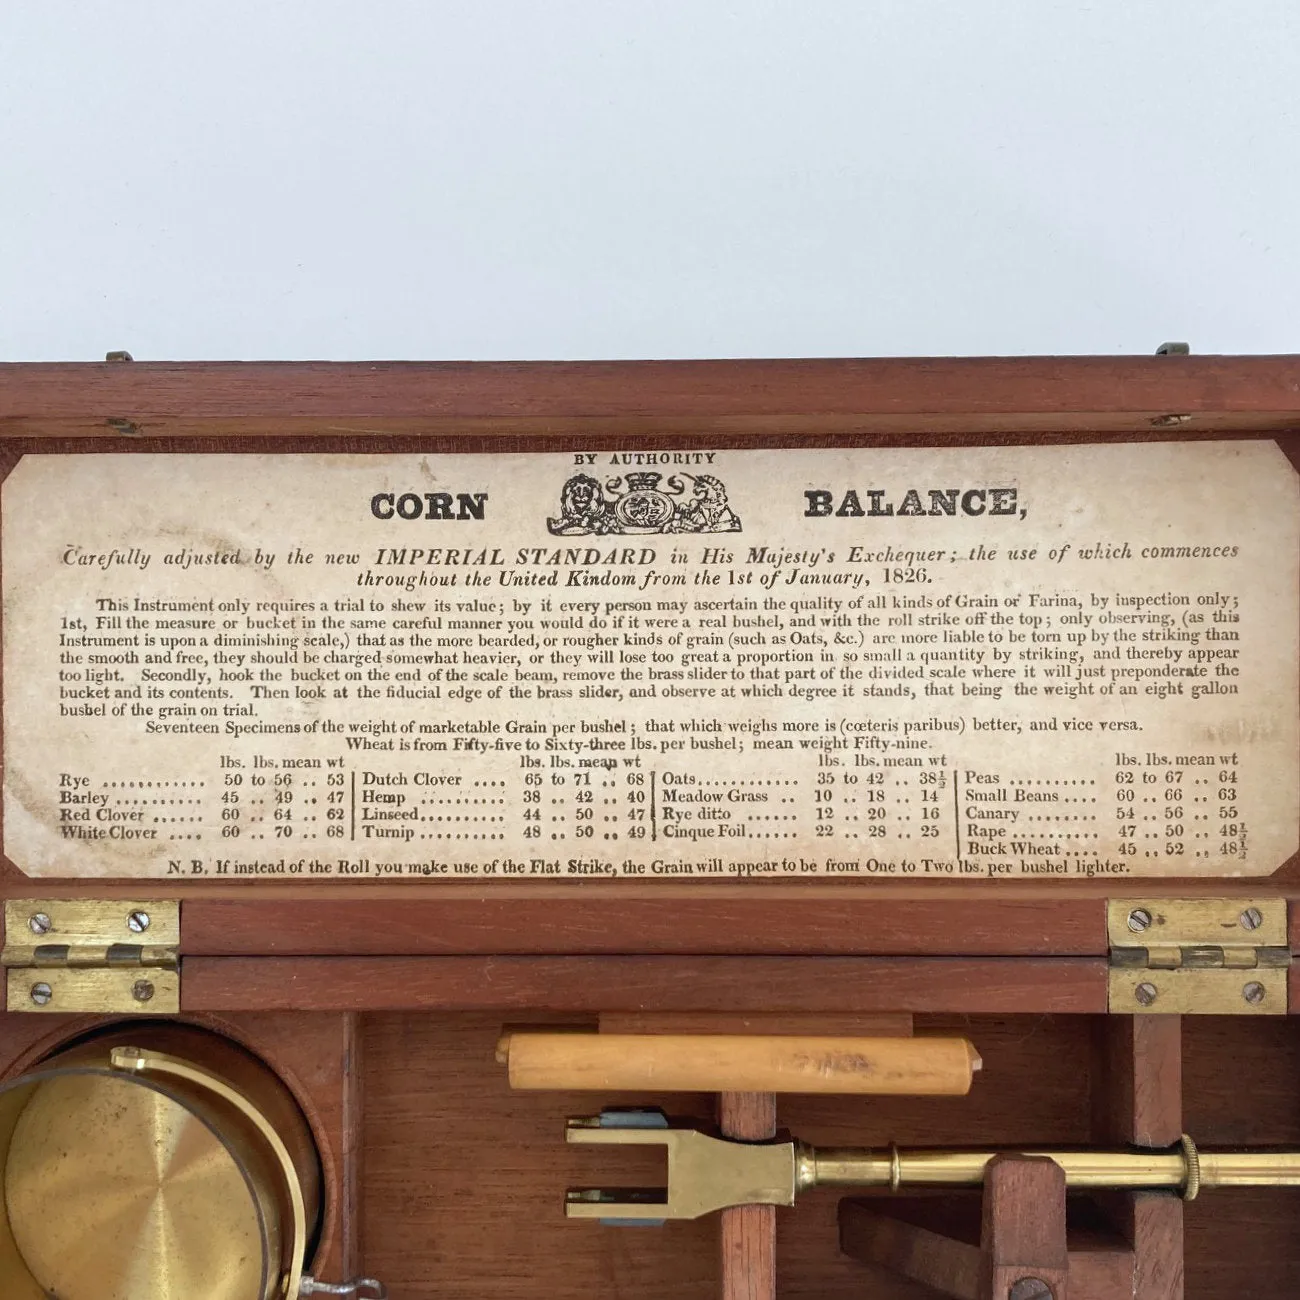 BY AUTHORITY
CORN BALANCE,
Carefully adjusted by the new IMPERIAL STANDARD in His Majesty's Exchequer; the use of which commences
throughout the United Kindom from the 1st of January, 1826.
This Instrument only requires a trial to shew its value; by it every person may ascertain the quality of all kinds of Grain or Farina, by inspection only;
1st, Fill the measure or bucket in the same careful manner you would do if it were a real bushel, and with the roll strike off the top; only observing, (as this
Instrument is upon a diminishing scale,) that as the more bearded, or rougher kinds of grain (such as Oats, &c.) are more liable to be torn up by the striking than
the smooth and free, they should be charged somewhat heavier, or they will lose too great a proportion in so small a quantity by striking, and thereby appear
too light. Secondly, hook the bucket on the end of the scale beam, remove the brass slider to that part of the divided scale where it will just preponderate the
bucket and its contents. Then look at the fiducial edge of the brass slider, and observe at which degree it stands, that being the weight of an eight gallon
bushel of the grain on trial.
Seventeen Specimens of the weight of marketable Grain per bushel; that which weighs more is (cœteris paribus) better, and vice versa.
Wheat is from Fifty-five to Sixty-three lbs. per bushel; mean weight Fifty-nine.
lbs. lbs. mean wt
Rye ............ 50 to 56 .. 53
Barley .......... 45 .. 49 .. 47
Red Clover ...... 60 .. 64 .. 62
White Clover .... 60 .. 70 .. 68
lbs. lbs. mean wt
Dutch Clover .... 65 to 71 .. 68
Hemp .......... 38 .. 42 .. 40
Linseed.......... 44 .. 50 .. 47
Turnip .......... 48 .. 50 .. 49
lbs. lbs. mean wt
Oats............ 35 to 42 .. 38½
Meadow Grass .. 10 .. 18 .. 14
Rye ditto ...... 12 .. 20 .. 16
Cinque Foil...... 22 .. 28 .. 25
lbs. lbs. mean wt
Peas .......... 62 to 67 .. 64
Small Beans .... 60 .. 66 .. 63
Canary ........ 54 .. 56 .. 55
Rape .......... 47 .. 50 .. 48½
Buck Wheat .... 45 .. 52 .. 48½
N. B. If instead of the Roll you make use of the Flat Strike, the Grain will appear to be from One to Two lbs. per bushel lighter.